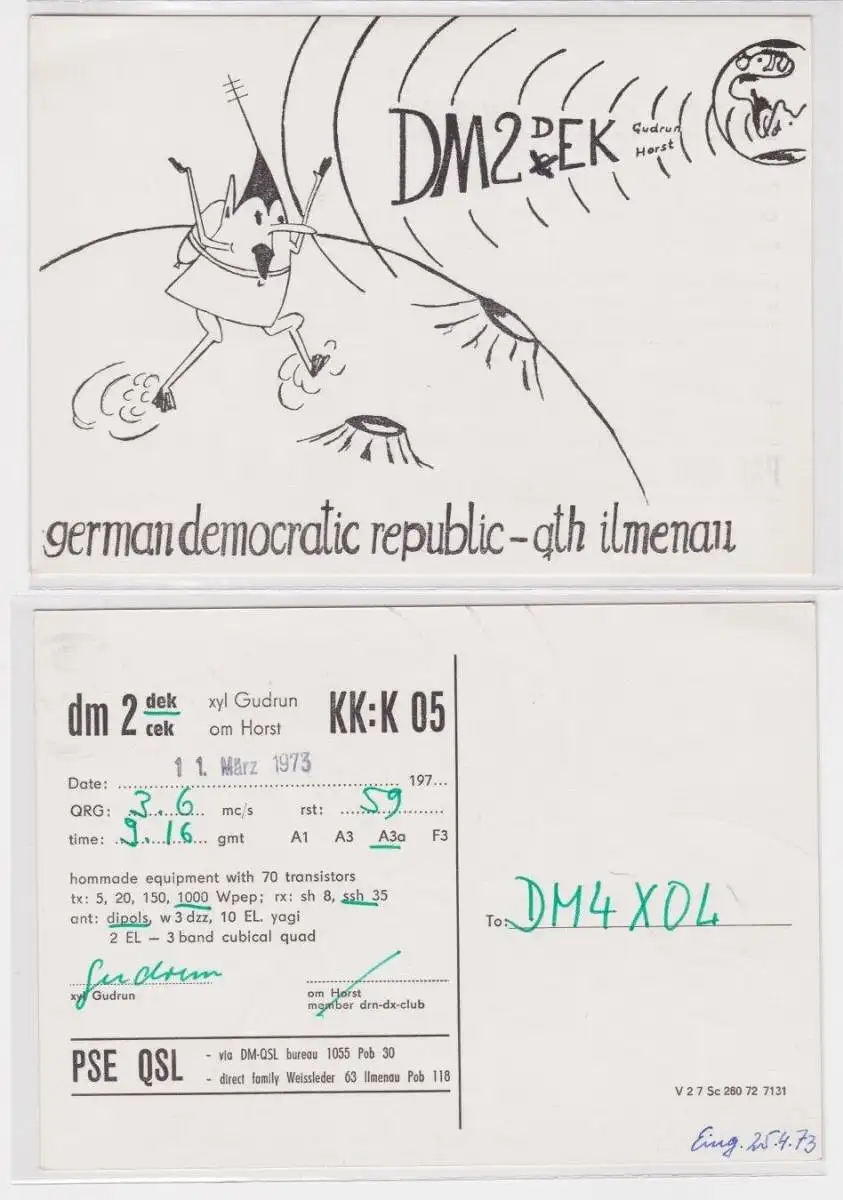 DM2DEK
Gudrun
Horst
german democratic republic - qth ilmenau
dm 2 dek xyl Gudrun KK:K 05
cek om Horst
11. März 1973
Date: 197...
QRG: 3.6 mc/s rst: 59
time: 9.16 gmt A1 A3 A3a F3
hommade equipment with 70 transistors
tx: 5, 20, 150, 1000 Wpep; rx: sh 8, ssh 35
ant: dipols, w 3 dzz, 10 EL. yagi
2 EL – 3 band cubical quad
Gudrun
xyl Gudrun om Horst
member drn-dx-club
PSE QSL - via DM-QSL bureau 1055 Pob 30
- direct family Weissleder 63 Ilmenau Pob 118
To: DM4XOL
V 2 7 Sc 280 72 7131
Eing. 25.4.73